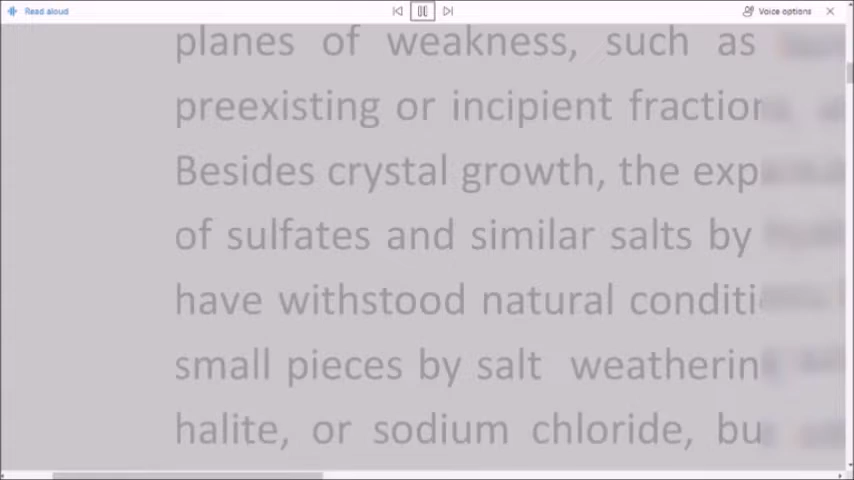 Read aloud
Voice options
planes of weakness, such as
preexisting or incipient fraction
Besides crystal growth, the exp
of sulfates and similar salts by
have withstood natural conditi
small pieces by salt weatherin
halite, or sodium chloride, bu